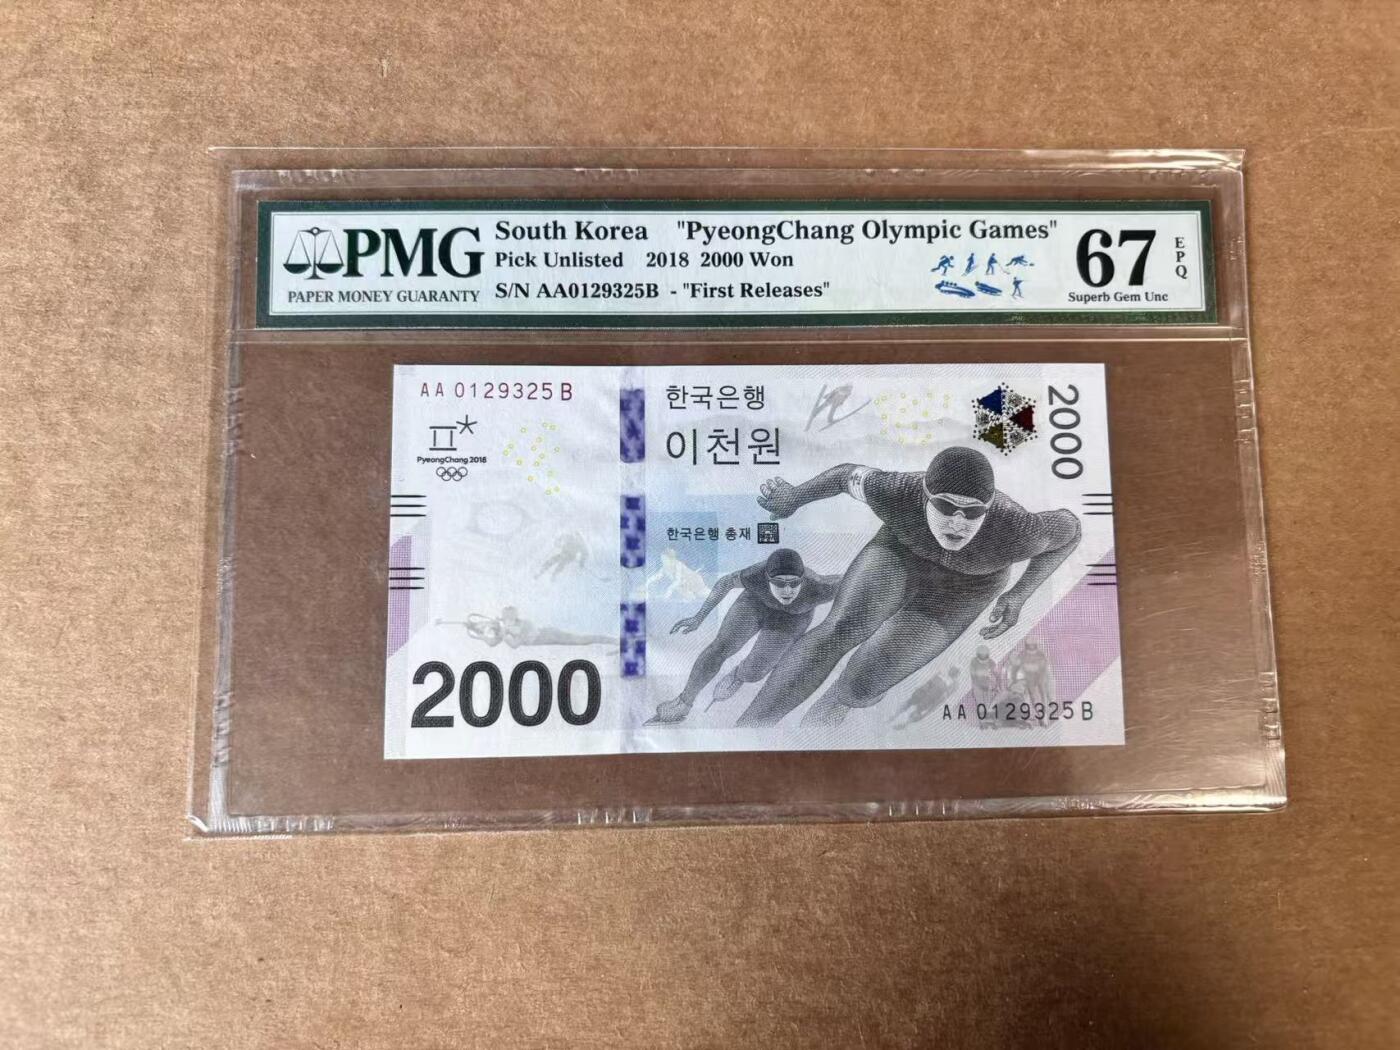 PMG
PAPER MONEY GUARANTY
South Korea "PyeongChang Olympic Games"
Pick Unlisted 2018 2000 Won
S/N AA0129325B - "First Releases"
67
EPQ
Superb Gem Unc
AA 0129325 B
PyeongChang 2018
한국은행
이천원
한국은행 총재
2000
2000
AA 0129325 B